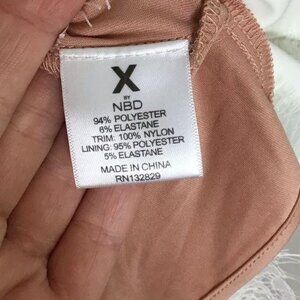 X
BY
NBD
94% POLYESTER
6% ELASTANE
TRIM: 100% NYLON
LINING: 95% POLYESTER
5% ELASTANE
MADE IN CHINA
RN132829